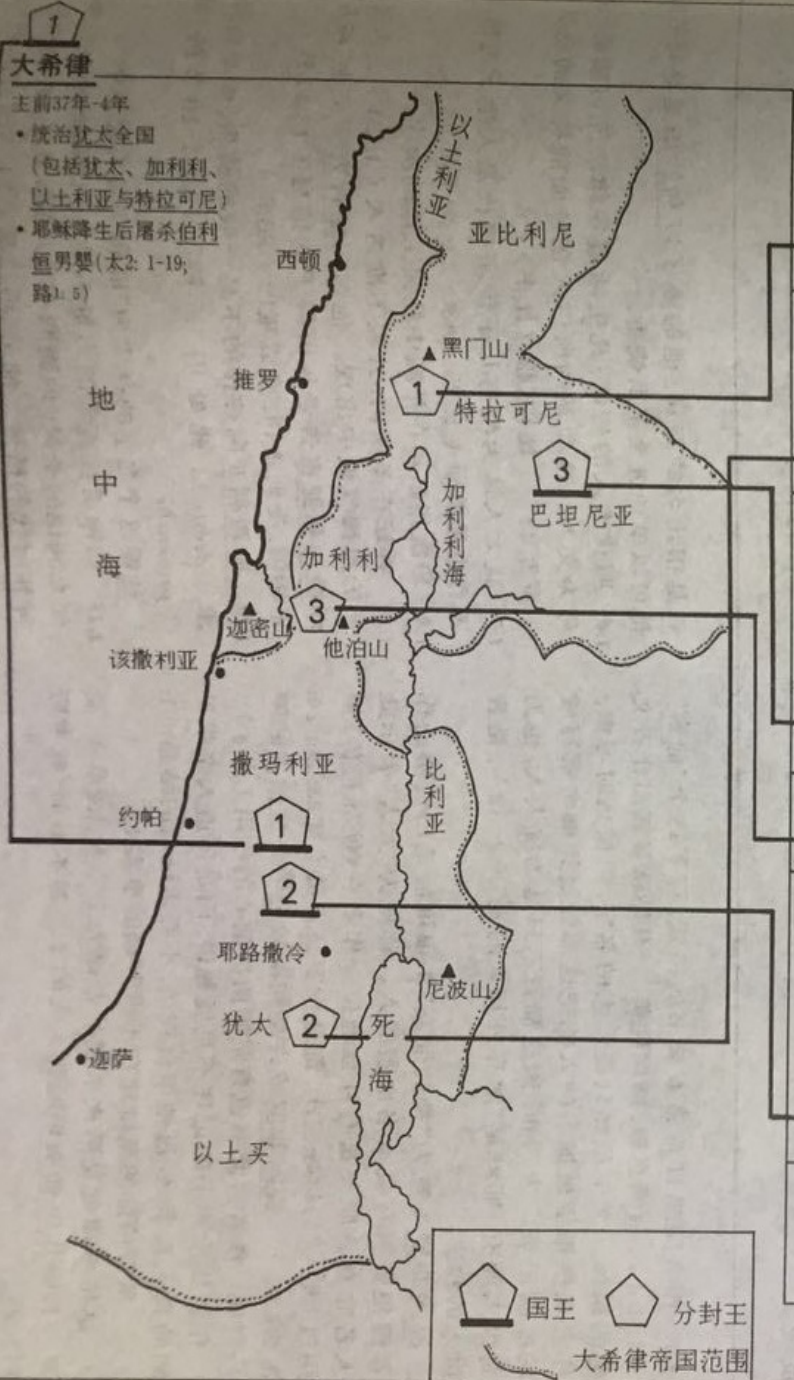 1
大希律
主前37年-4年
•统治犹太全国
(包括犹太、加利利、
以土利亚与特拉可尼)
•耶稣降生后屠杀伯利
恒男婴(太2: 1-19;
路1: 5)
以土利亚
亚比利尼
西顿
黑门山
推罗
1
特拉可尼
地中海
3
巴坦尼亚
加利利海
加利利
3
迦密山
他泊山
该撒利亚
撒玛利亚
比利亚
约帕
1
2
耶路撒冷
尼波山
犹太
2
死海
迦萨
以土买
国王
分封王
大希律帝国范围